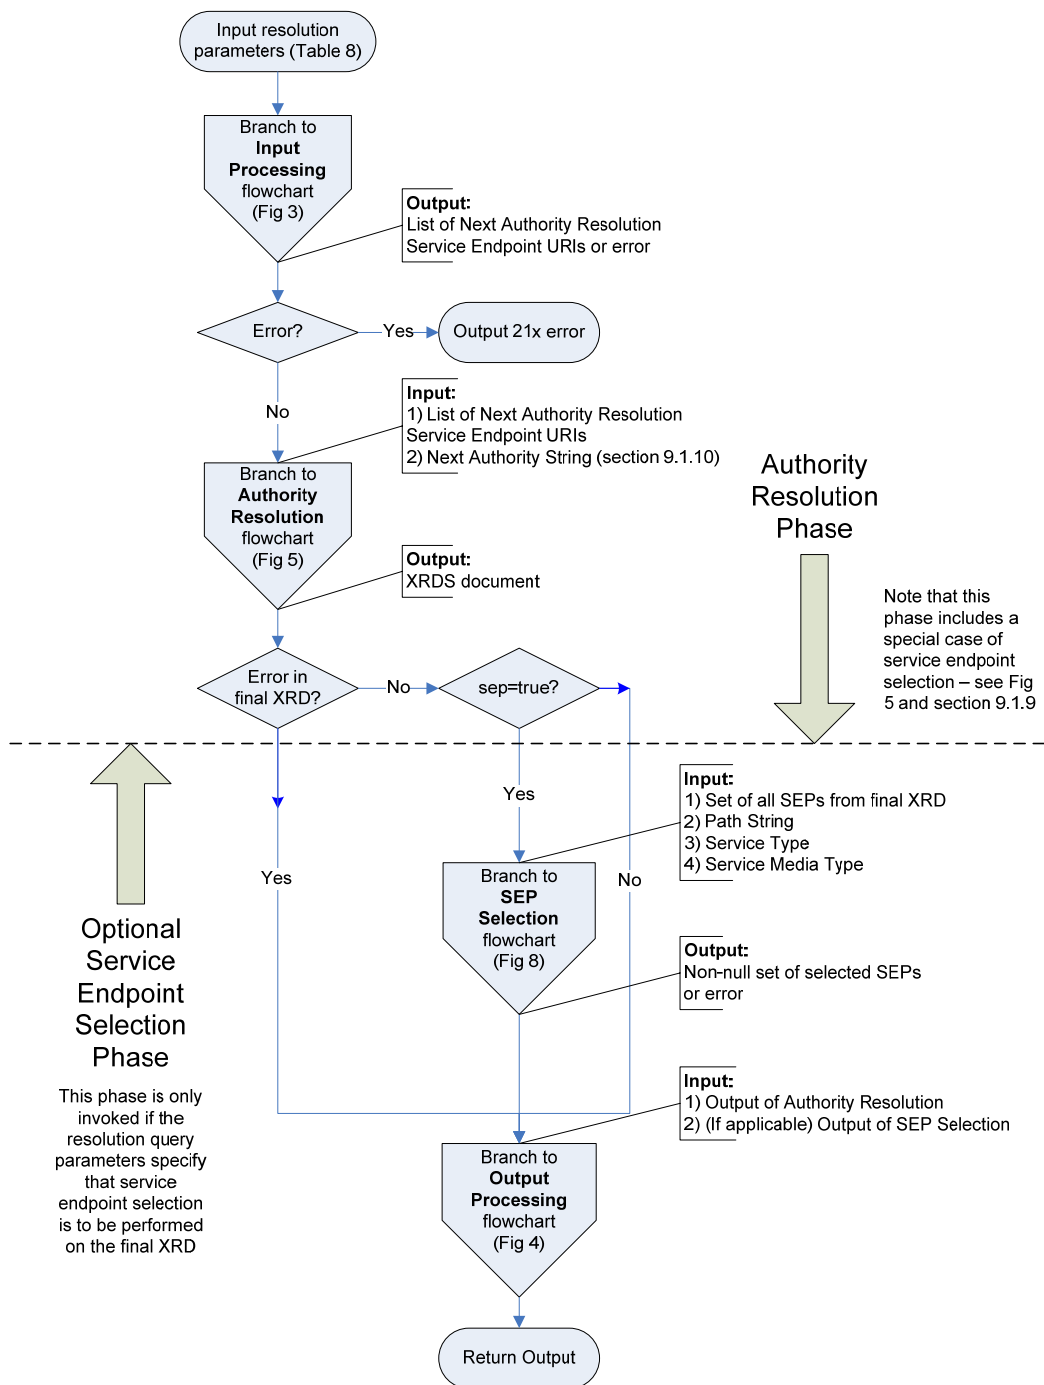 Input resolution
parameters (Table 8)
Branch to
Input
Processing
flowchart
(Fig 3)
Output:
List of Next Authority Resolution
Service Endpoint URIs or error
Error?
Yes
Output 21x error
No
Input:
1) List of Next Authority Resolution
Service Endpoint URIs
2) Next Authority String (section 9.1.10)
Branch to
Authority
Resolution
flowchart
(Fig 5)
Output:
XRDS document
Authority
Resolution
Phase
Note that this
phase includes a
special case of
service endpoint
selection – see Fig
5 and section 9.1.9
Error in
final XRD?
No
sep=true?
Yes
Yes
No
Input:
1) Set of all SEPs from final XRD
2) Path String
3) Service Type
4) Service Media Type
Branch to
SEP
Selection
flowchart
(Fig 8)
Output:
Non-null set of selected SEPs
or error
Optional
Service
Endpoint
Selection
Phase
This phase is only
invoked if the
resolution query
parameters specify
that service
endpoint selection
is to be performed
on the final XRD
Input:
1) Output of Authority Resolution
2) (If applicable) Output of SEP Selection
Branch to
Output
Processing
flowchart
(Fig 4)
Return Output